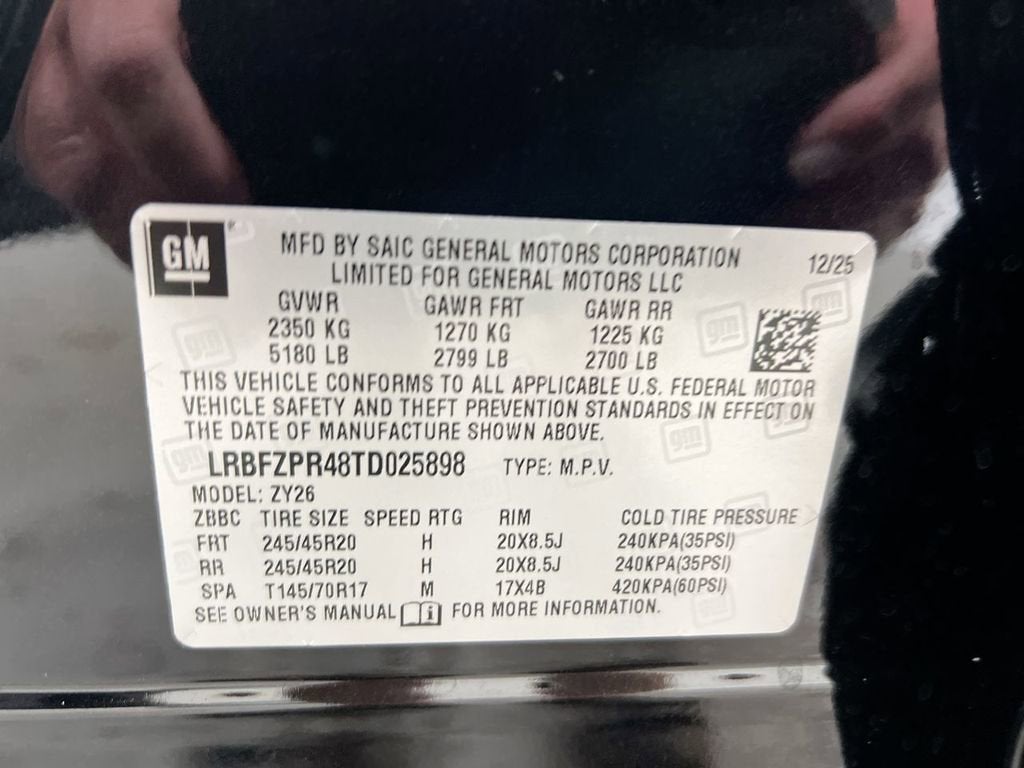 GM
MFD BY SAIC GENERAL MOTORS CORPORATION
LIMITED FOR GENERAL MOTORS LLC
12/25
GVWR GAWR FRT GAWR RR
2350 KG 1270 KG 1225 KG
5180 LB 2799 LB 2700 LB
THIS VEHICLE CONFORMS TO ALL APPLICABLE U.S. FEDERAL MOTOR
VEHICLE SAFETY AND THEFT PREVENTION STANDARDS IN EFFECT ON
THE DATE OF MANUFACTURE SHOWN ABOVE.
LRBFZPR48TD025898 TYPE: M.P.V.
MODEL: ZY26
ZBBC TIRE SIZE SPEED RTG RIM COLD TIRE PRESSURE
FRT 245/45R20 H 20X8.5J 240KPA(35PSI)
RR 245/45R20 H 20X8.5J 240KPA(35PSI)
SPA T145/70R17 M 17X4B 420KPA(60PSI)
SEE OWNER'S MANUAL FOR MORE INFORMATION.